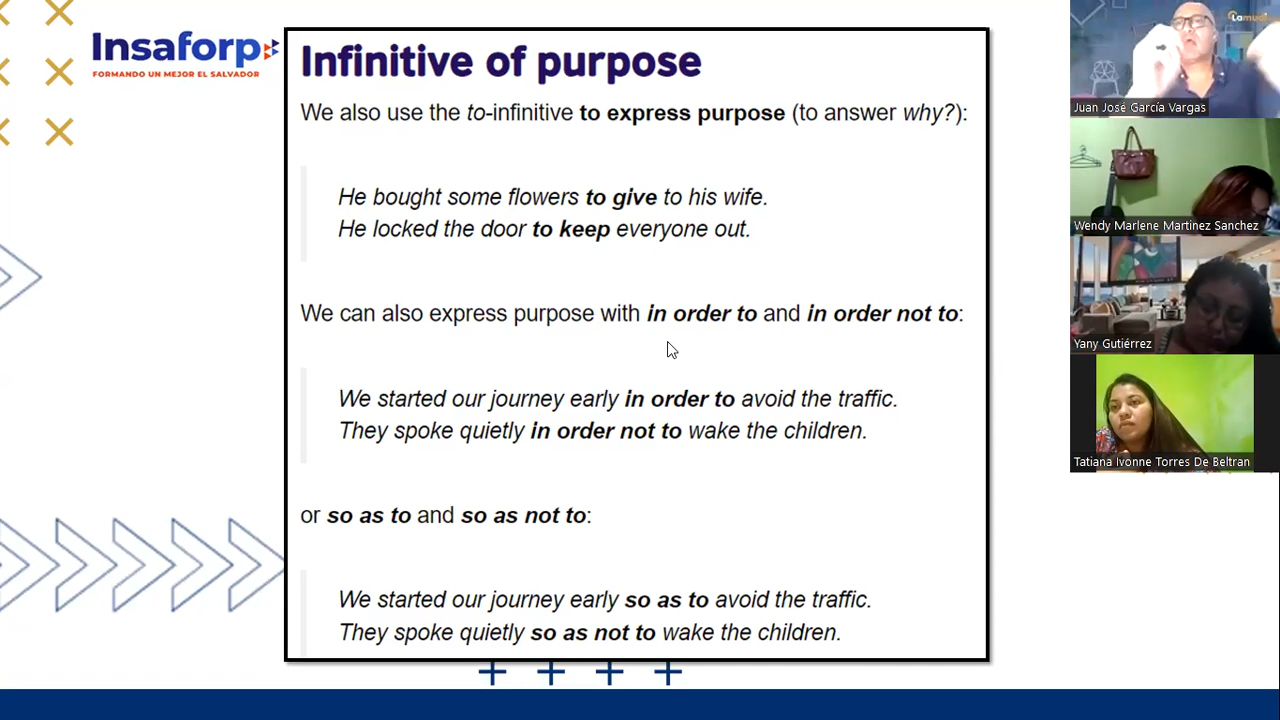 Insaforp
FORMANDO UN MEJOR EL SALVADOR
Infinitive of purpose
We also use the to-infinitive to express purpose (to answer why?):
He bought some flowers to give to his wife.
He locked the door to keep everyone out.
We can also express purpose with in order to and in order not to:
We started our journey early in order to avoid the traffic.
They spoke quietly in order not to wake the children.
or so as to and so as not to:
We started our journey early so as to avoid the traffic.
They spoke quietly so as not to wake the children.
Juan José García Vargas
Wendy Marlene Martinez Sanchez
Yany Gutiérrez
Tatiana Ivonne Torres De Beltran